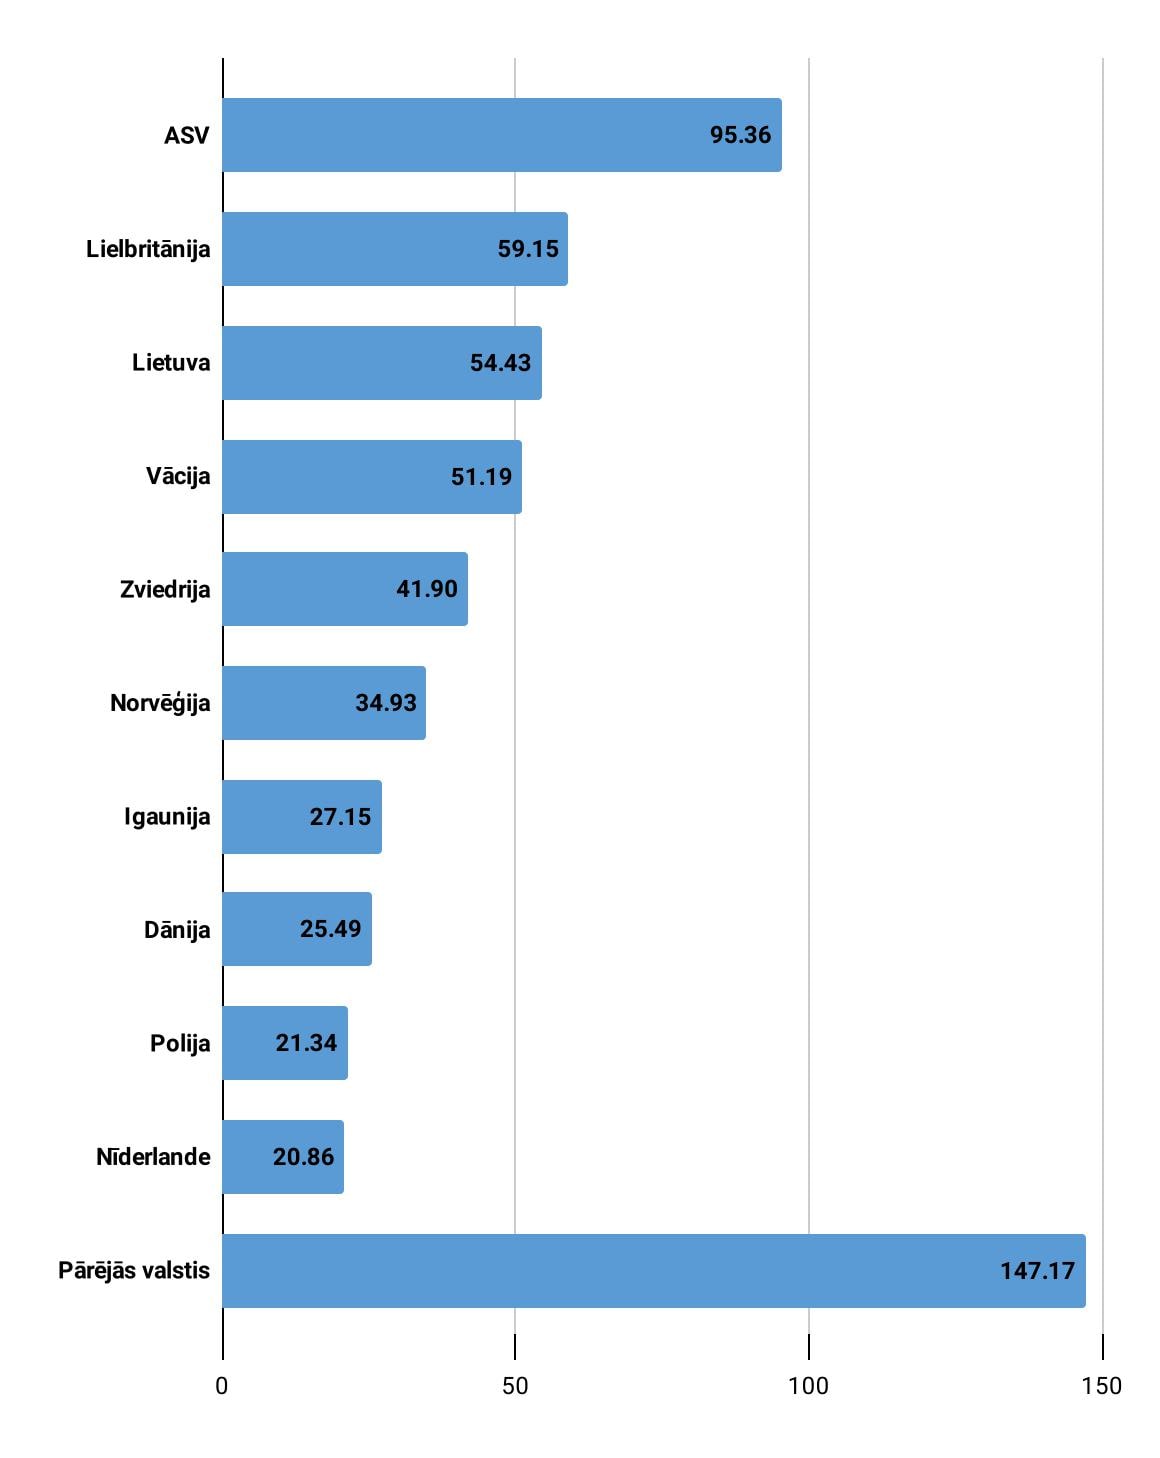 ASV 95.36
Lielbritānija 59.15
Lietuva 54.43
Vācija 51.19
Zviedrija 41.90
Norvēģija 34.93
Igaunija 27.15
Dānija 25.49
Polija 21.34
Nīderlande 20.86
Pārējās valstis 147.17
0 50 100 150